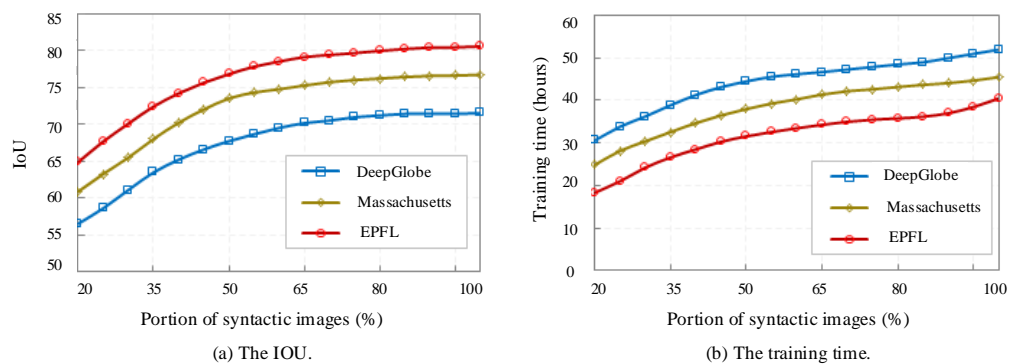 85
80
75
70
65
60
55
50
IoU
DeepGlobe
Massachusetts
EPFL
20 35 50 65 80 100
Portion of syntactic images (%)
(a) The IOU.
60
50
40
30
20
10
0
Training time (hours)
DeepGlobe
Massachusetts
EPFL
20 35 50 65 80 100
Portion of syntactic images (%)
(b) The training time.